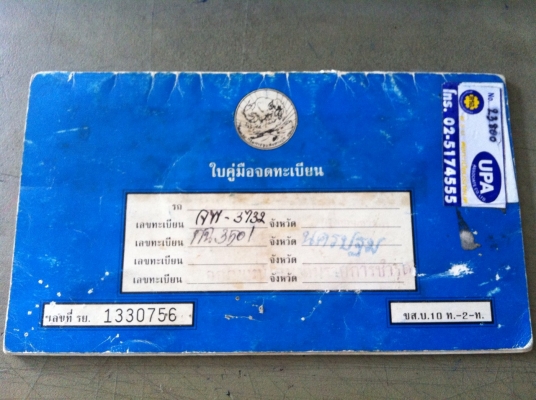 ใบคู่มือจดทะเบียน
รถ
เลขทะเบียน 3732 จังหวัด
เลขทะเบียน กน 3501 จังหวัด นครปฐม
เลขทะเบียน จังหวัด
เลขทะเบียน จังหวัด
เลขที่ รย. 1330756
ขส.บ.10 ท.-2-ท.
โทร. 02-5174555
No.
UPA